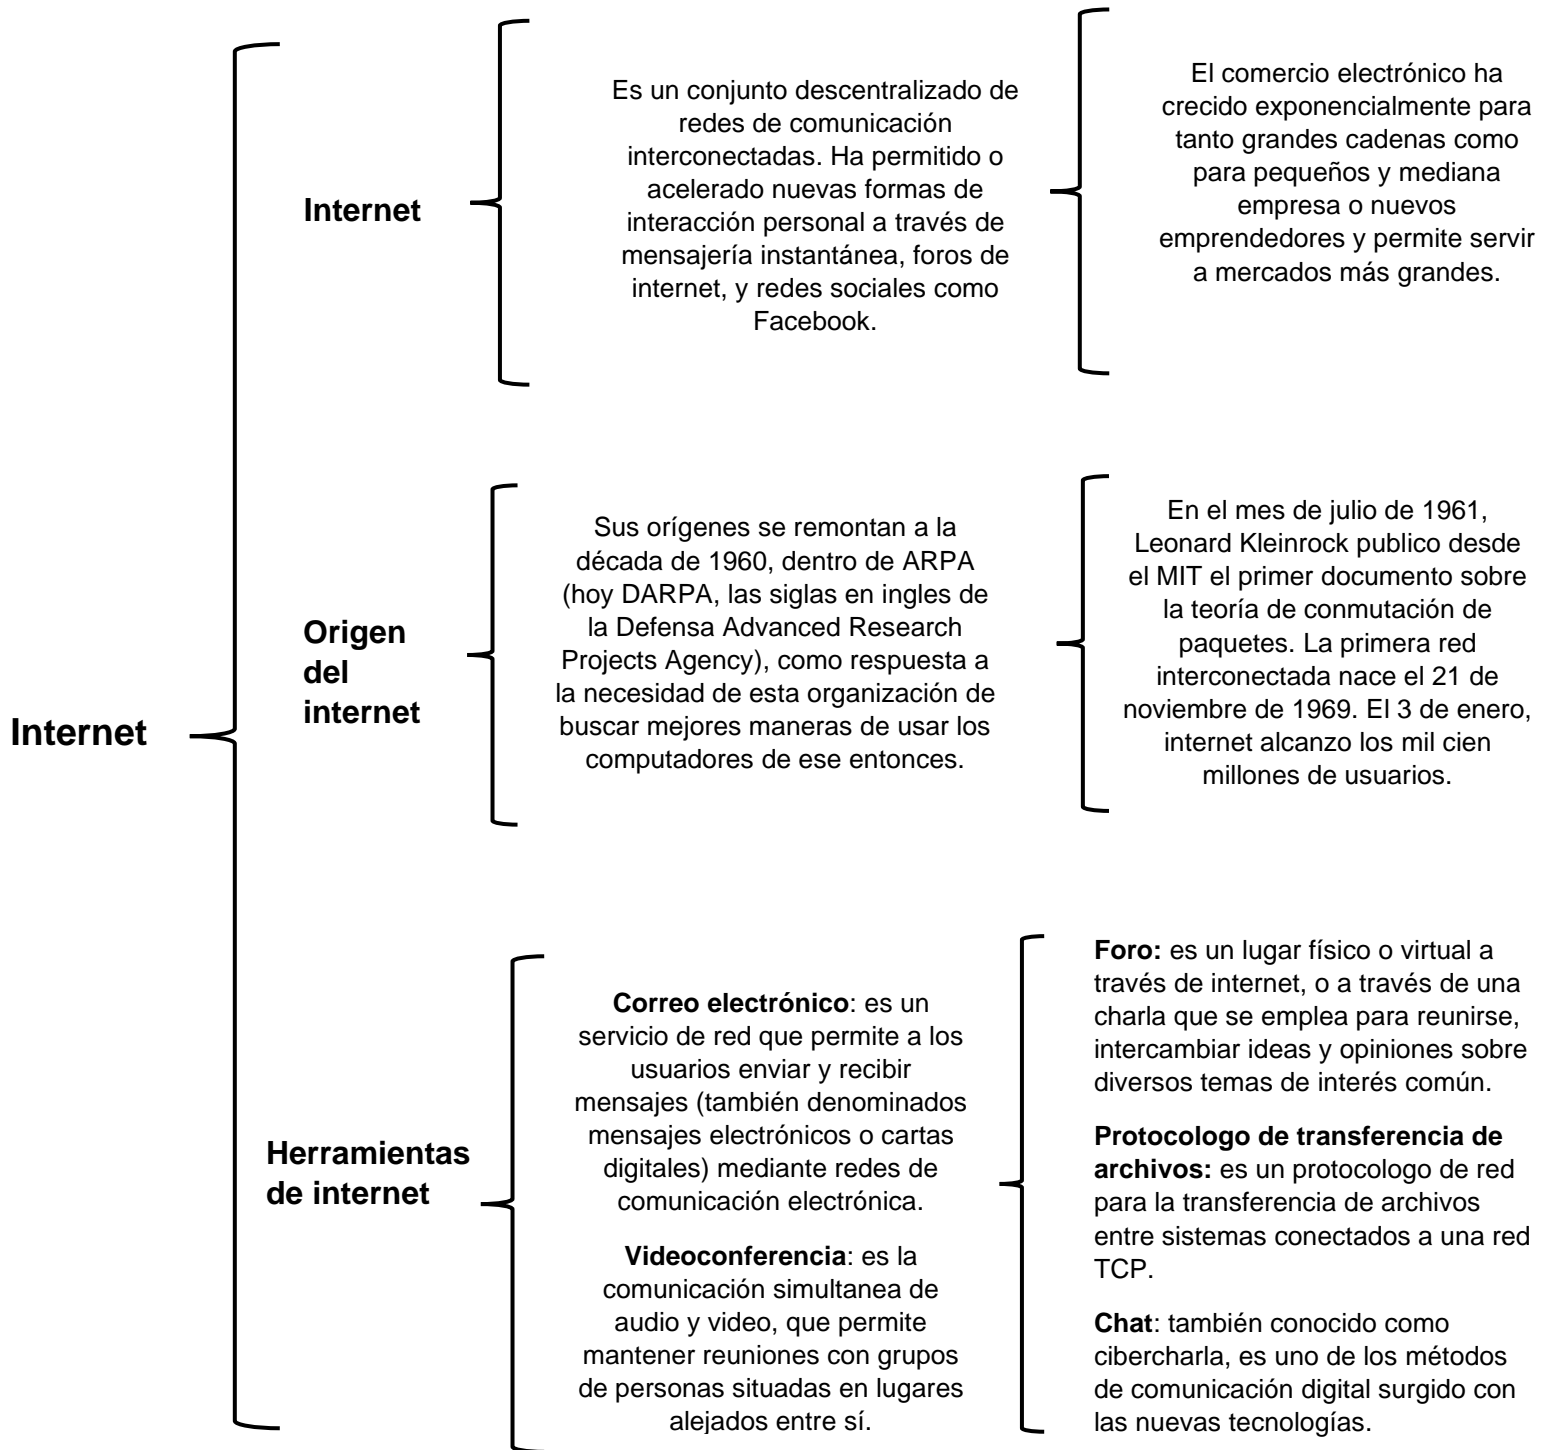 Internet
Internet
Es un conjunto descentralizado de
redes de comunicación
interconectadas. Ha permitido o
acelerado nuevas formas de
interacción personal a través de
mensajería instantánea, foros de
internet, y redes sociales como
Facebook.
El comercio electrónico ha
crecido exponencialmente para
tanto grandes cadenas como
para pequeños y mediana
empresa o nuevos
emprendedores y permite servir
a mercados más grandes.
Origen
del
internet
Sus orígenes se remontan a la
década de 1960, dentro de ARPA
(hoy DARPA, las siglas en ingles de
la Defensa Advanced Research
Projects Agency), como respuesta a
la necesidad de esta organización de
buscar mejores maneras de usar los
computadores de ese entonces.
En el mes de julio de 1961,
Leonard Kleinrock publico desde
el MIT el primer documento sobre
la teoría de conmutación de
paquetes. La primera red
interconectada nace el 21 de
noviembre de 1969. El 3 de enero,
internet alcanzo los mil cien
millones de usuarios.
Herramientas
de internet
Correo electrónico: es un
servicio de red que permite a los
usuarios enviar y recibir
mensajes (también denominados
mensajes electrónicos o cartas
digitales) mediante redes de
comunicación electrónica.
Videoconferencia: es la
comunicación simultanea de
audio y video, que permite
mantener reuniones con grupos
de personas situadas en lugares
alejados entre sí.
Foro: es un lugar físico o virtual a
través de internet, o a través de una
charla que se emplea para reunirse,
intercambiar ideas y opiniones sobre
diversos temas de interés común.
Protocologo de transferencia de
archivos: es un protocologo de red
para la transferencia de archivos
entre sistemas conectados a una red
TCP.
Chat: también conocido como
cibercharla, es uno de los métodos
de comunicación digital surgido con
las nuevas tecnologías.